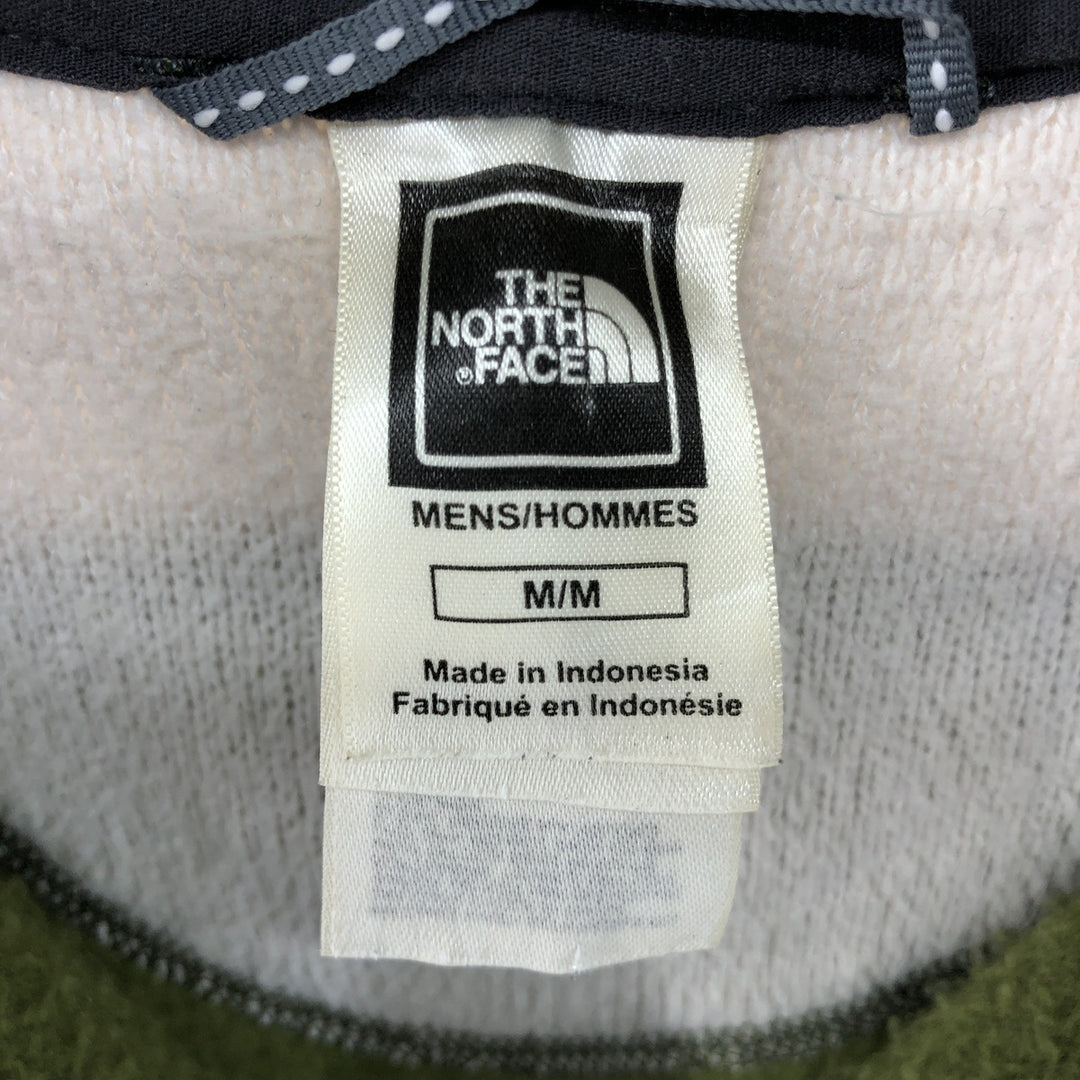 THE
NORTH
®FACE
MENS/HOMMES
M/M
Made in Indonesia
Fabriqué en Indonésie